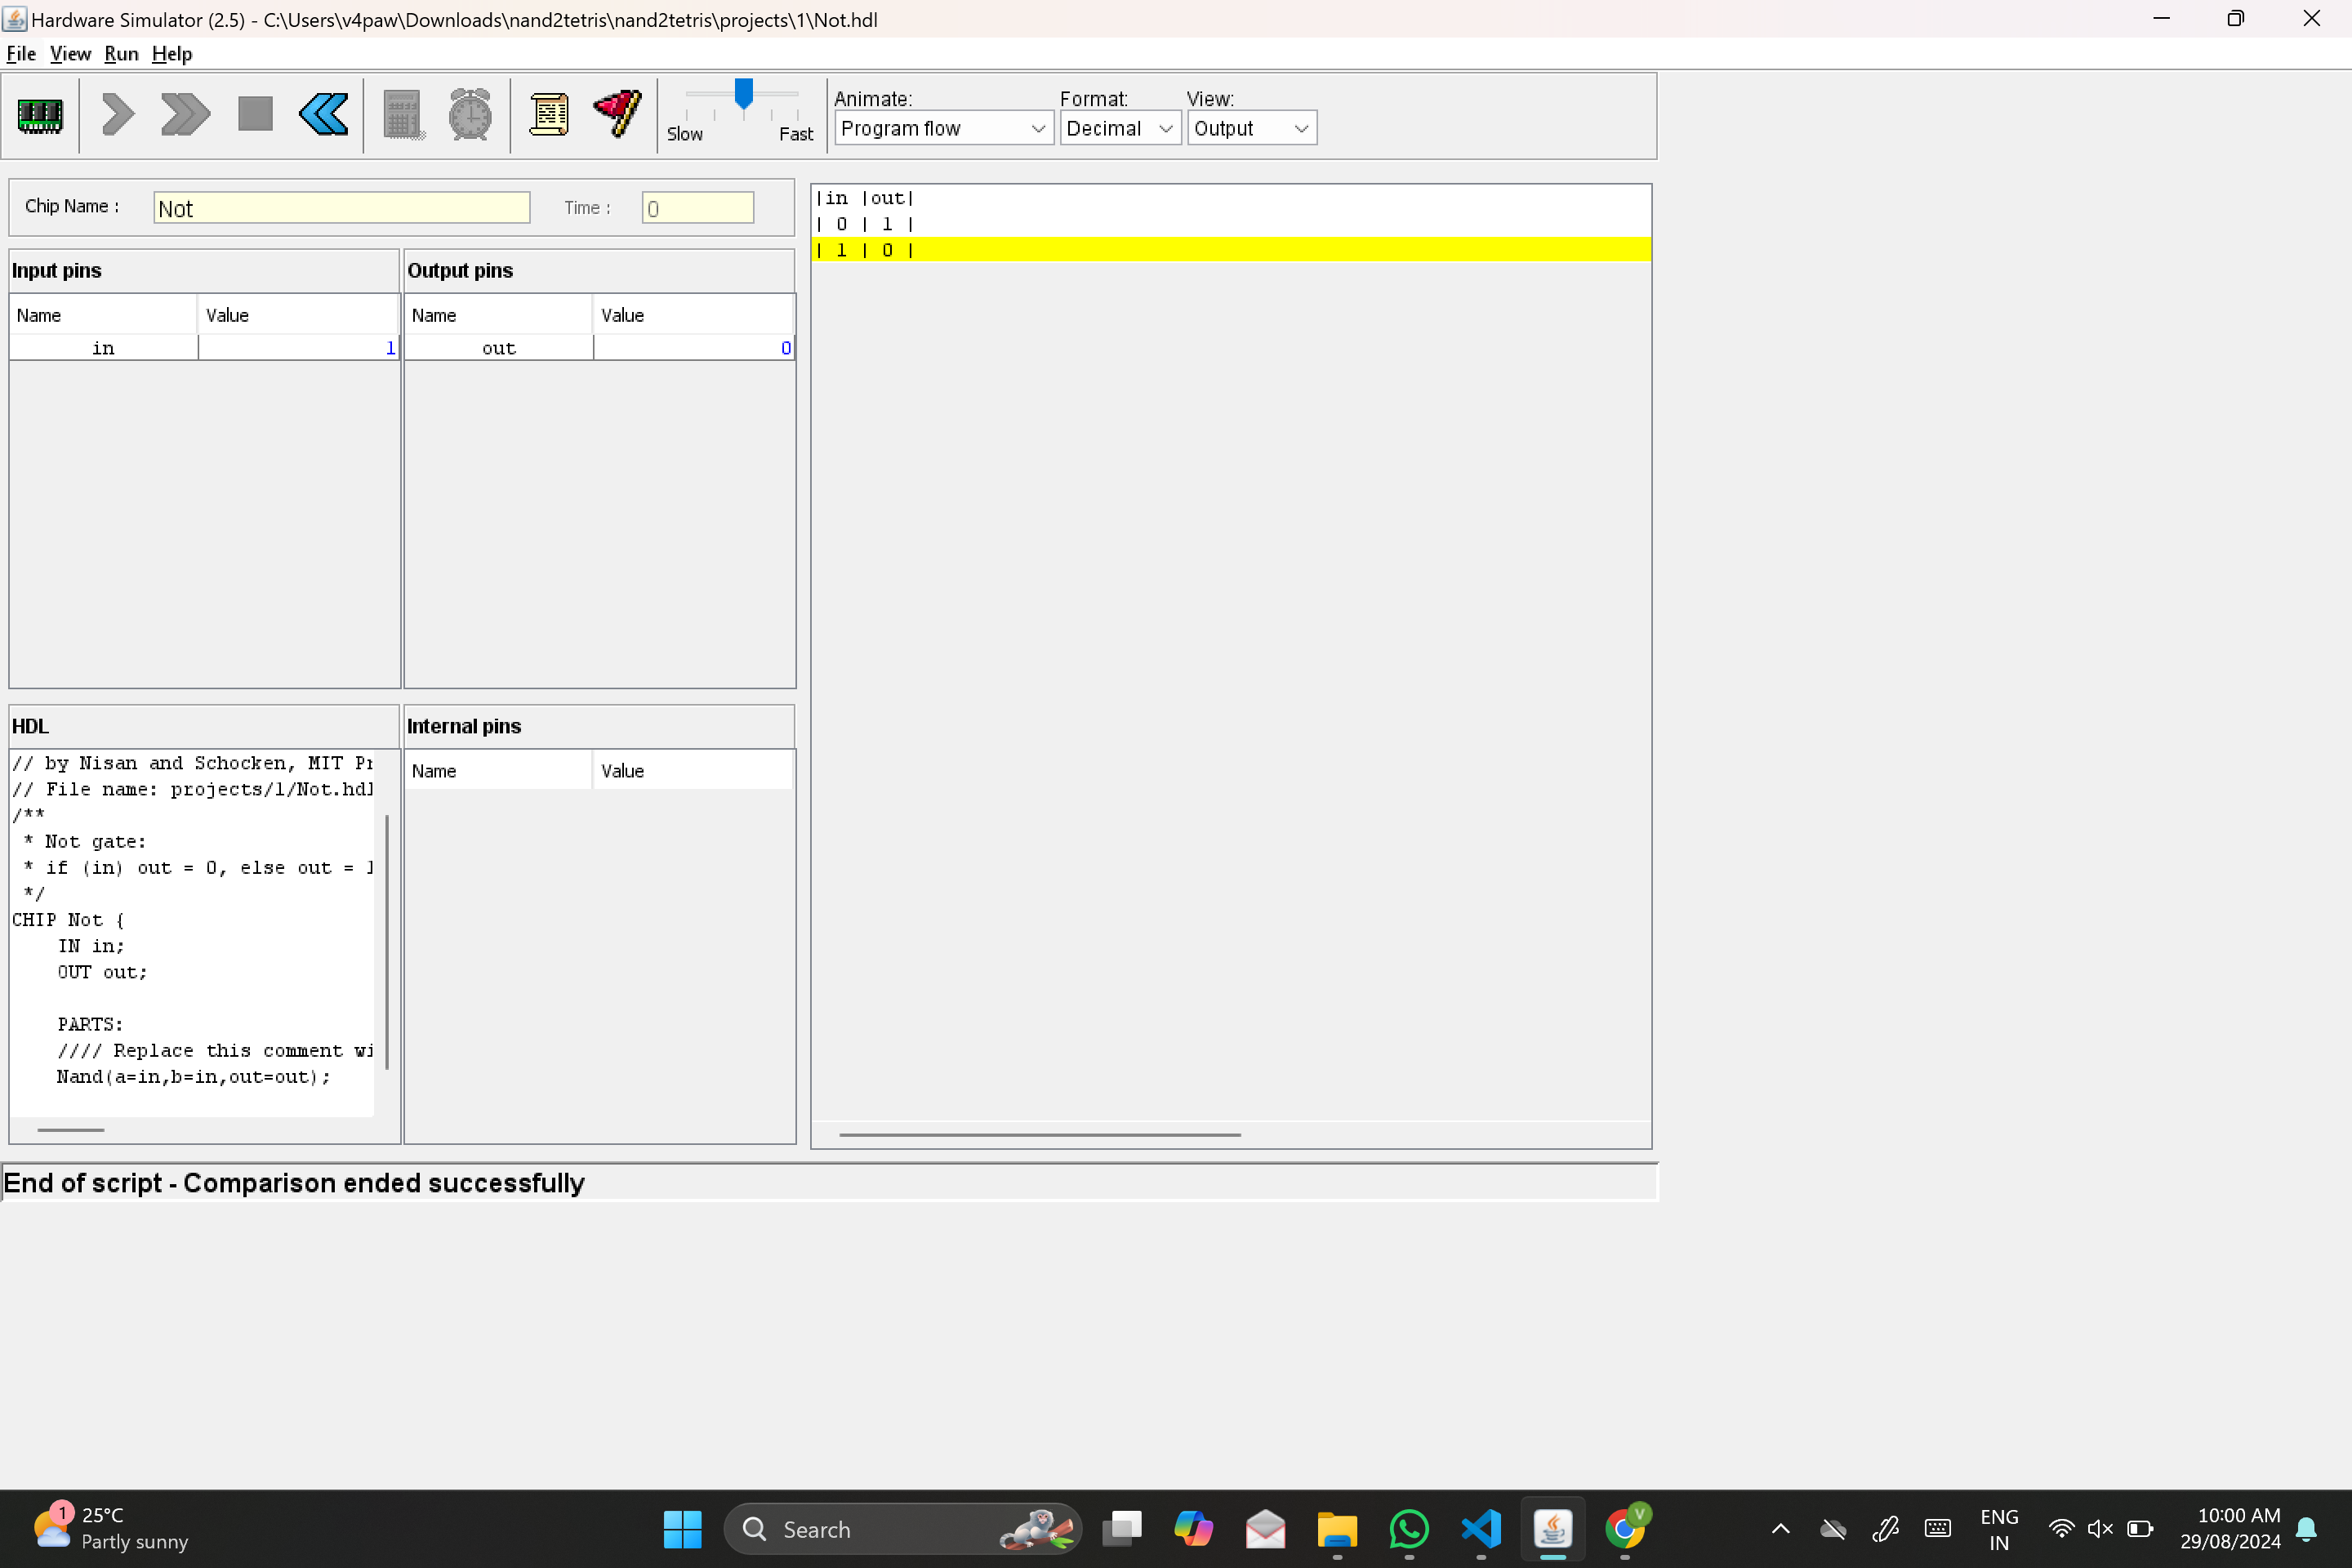 Hardware Simulator (2.5) - C:\Users\v4paw\Downloads\nand2tetris\nand2tetris\projects\1\Not.hdl
File View Run Help
Slow Fast
Animate: Format: View:
Program flow Decimal Output
Chip Name : Not Time : 0
Input pins
Name Value
in 1
Output pins
Name Value
out 0
HDL
// by Nisan and Schocken, MIT Pr
// File name: projects/1/Not.hdl
/**
* Not gate:
* if (in) out = 0, else out = 1
*/
CHIP Not {
IN in;
OUT out;
PARTS:
//// Replace this comment wi
Nand(a=in,b=in,out=out);
Internal pins
Name Value
|in |out|
| 0 | 1 |
| 1 | 0 |
End of script - Comparison ended successfully
1
25°C
Partly sunny
Search
V
ENG
IN
10:00 AM
29/08/2024